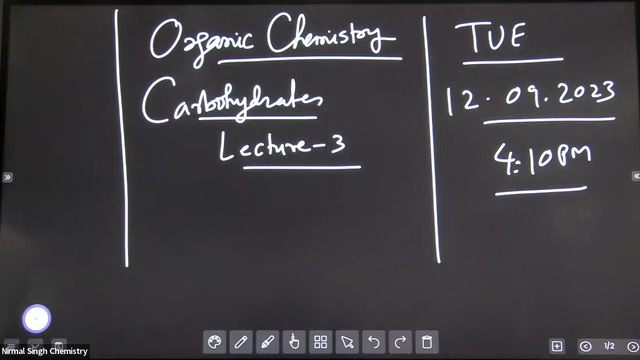 Organic Chemistry
Carbohydrates
Lecture-3
TUE
12.09.2023
4:10PM
Nirmal Singh Chemistry
1/2